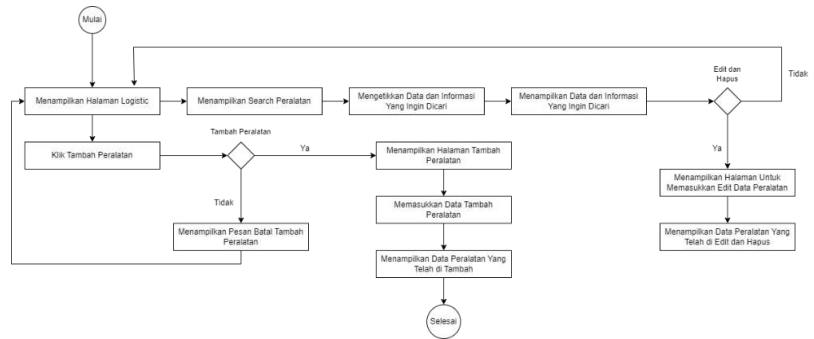 Mulai
Edit dan
Hapus
Tidak
Menampilkan Halaman Logistic
Menampilkan Search Peralatan
Mengetikkan Data dan Informasi
Yang Ingin Dicari
Menampilkan Data dan Informasi
Yang Ingin Dicari
Tambah Peralatan
Ya
Ya
Klik Tambah Peralatan
Menampilkan Halaman Tambah
Peralatan
Menampilkan Halaman Untuk
Memasukkan Edit Data Peralatan
Tidak
Memasukkan Data Tambah
Peralatan
Menampilkan Pesan Batal Tambah
Peralatan
Menampilkan Data Peralatan Yang
Telah di Edit dan Hapus
Menampilkan Data Peralatan Yang
Telah di Tambah
Selesai